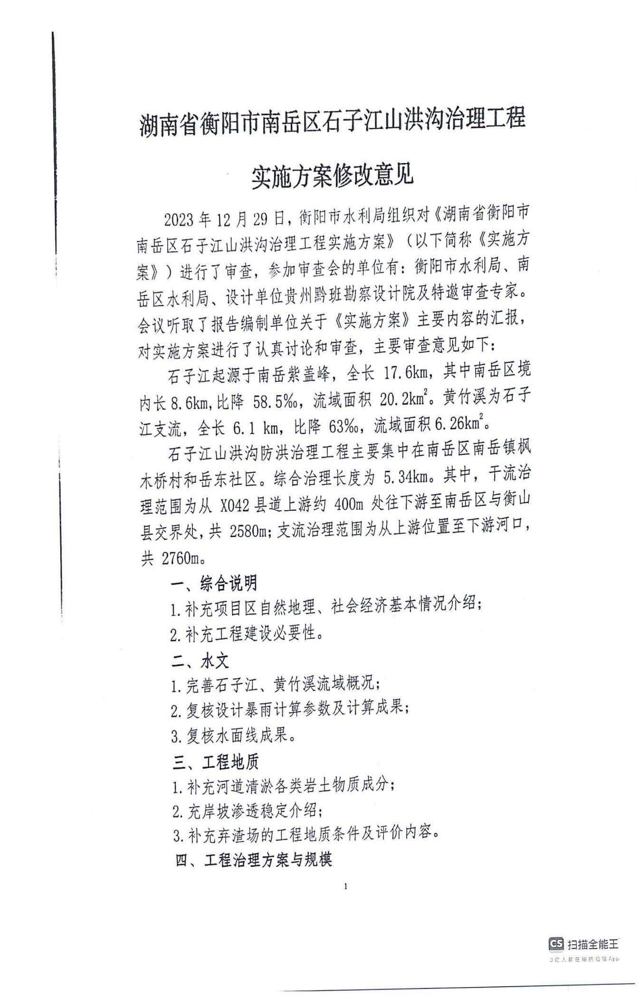 湖南省衡阳市南岳区石子江山洪沟治理工程
实施方案修改意见
2023 年 12 月 29 日，衡阳市水利局组织对《湖南省衡阳市
南岳区石子江山洪沟治理工程实施方案》（以下简称《实施方
案》）进行了审查，参加审查会的单位有：衡阳市水利局、南
岳区水利局、设计单位贵州黔班勘察设计院及特邀审查专家。
会议听取了报告编制单位关于《实施方案》主要内容的汇报，
对实施方案进行了认真讨论和审查，主要审查意见如下：
石子江起源于南岳紫盖峰，全长 17.6km，其中南岳区境
内长 8.6km,比降 58.5‰，流域面积 20.2km²。黄竹溪为石子
江支流，全长 6.1 km，比降 63‰，流域面积 6.26km²。
石子江山洪沟防洪治理工程主要集中在南岳区南岳镇枫
木桥村和岳东社区。综合治理长度为 5.34km。其中，干流治
理范围为从 X042 县道上游约 400m 处往下游至南岳区与衡山
县交界处，共 2580m；支流治理范围为从上游位置至下游河口，
共 2760m。
一、综合说明
1.补充项目区自然地理、社会经济基本情况介绍；
2.补充工程建设必要性。
二、水文
1.完善石子江、黄竹溪流域概况；
2.复核设计暴雨计算参数及计算成果；
3.复核水面线成果。
三、工程地质
1.补充河道清淤各类岩土物质成分；
2.充岸坡渗透稳定介绍；
3.补充弃渣场的工程地质条件及评价内容。
四、工程治理方案与规模
1
CS 扫描全能王
3亿人都在用的扫描App